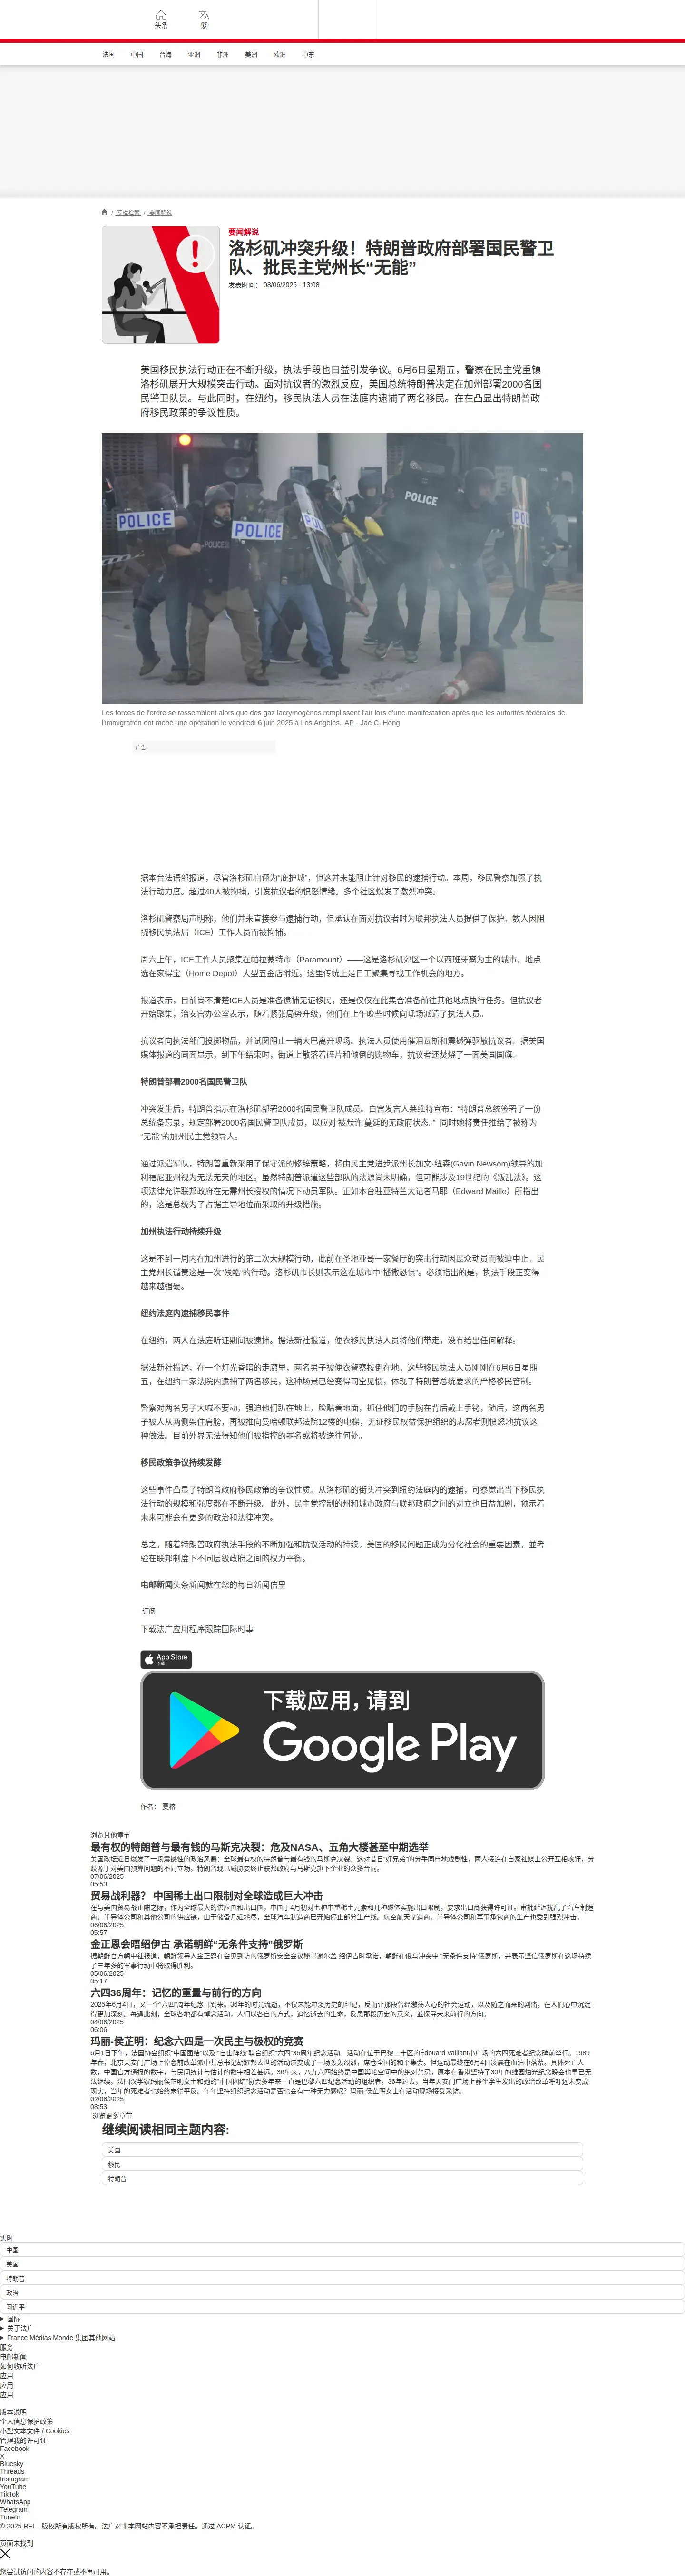 头条
繁
法国
中国
台海
亚洲
非洲
美洲
欧洲
中东
/ 专栏检索 / 要闻解说
要闻解说
洛杉矶冲突升级！特朗普政府部署国民警卫
队、批民主党州长“无能”
发表时间： 08/06/2025 - 13:08
美国移民执法行动正在不断升级，执法手段也日益引发争议。6月6日星期五，警察在民主党重镇
洛杉矶展开大规模突击行动。面对抗议者的激烈反应，美国总统特朗普决定在加州部署2000名国
民警卫队员。与此同时，在纽约，移民执法人员在法庭内逮捕了两名移民。在在凸显出特朗普政
府移民政策的争议性质。
POLICE
POLICE
POLICE
POLICE
Les forces de l'ordre se rassemblent alors que des gaz lacrymogènes remplissent l'air lors d'une manifestation après que les autorités fédérales de
l'immigration ont mené une opération le vendredi 6 juin 2025 à Los Angeles. AP - Jae C. Hong
广告
据本台法语部报道，尽管洛杉矶自诩为“庇护城”，但这并未能阻止针对移民的逮捕行动。本周，移民警察加强了执
法行动力度。超过40人被拘捕，引发抗议者的愤怒情绪。多个社区爆发了激烈冲突。
洛杉矶警察局声明称，他们并未直接参与逮捕行动，但承认在面对抗议者时为联邦执法人员提供了保护。数人因阻
挠移民执法局（ICE）工作人员而被拘捕。
周六上午，ICE工作人员聚集在帕拉蒙特市（Paramount）——这是洛杉矶郊区一个以西班牙裔为主的城市，地点
选在家得宝（Home Depot）大型五金店附近。这里传统上是日工聚集寻找工作机会的地方。
报道表示，目前尚不清楚ICE人员是准备逮捕无证移民，还是仅仅在此集合准备前往其他地点执行任务。但抗议者
开始聚集，治安官办公室表示，随着紧张局势升级，他们在上午晚些时候向现场派遣了执法人员。
抗议者向执法部门投掷物品，并试图阻止一辆大巴离开现场。执法人员使用催泪瓦斯和震撼弹驱散抗议者。据美国
媒体报道的画面显示，到下午结束时，街道上散落着碎片和倾倒的购物车，抗议者还焚烧了一面美国国旗。
特朗普部署2000名国民警卫队
冲突发生后，特朗普指示在洛杉矶部署2000名国民警卫队成员。白宫发言人莱维特宣布：“特朗普总统签署了一份
总统备忘录，规定部署2000名国民警卫队成员，以应对‘被默许’蔓延的无政府状态。” 同时她将责任推给了被称为
“无能”的加州民主党领导人。
通过派遣军队，特朗普重新采用了保守派的修辞策略，将由民主党进步派州长加文·纽森(Gavin Newsom)领导的加
利福尼亚州视为无法无天的地区。虽然特朗普派遣这些部队的法源尚未明确，但可能涉及19世纪的《叛乱法》。这
项法律允许联邦政府在无需州长授权的情况下动员军队。正如本台驻亚特兰大记者马耶（Edward Maille）所指出
的，这是总统为了占据主导地位而采取的升级措施。
加州执法行动持续升级
这是不到一周内在加州进行的第二次大规模行动，此前在圣地亚哥一家餐厅的突击行动因民众动员而被迫中止。民
主党州长谴责这是一次“残酷”的行动。洛杉矶市长则表示这在城市中“播撒恐惧”。必须指出的是，执法手段正变得
越来越强硬。
纽约法庭内逮捕移民事件
在纽约，两人在法庭听证期间被逮捕。据法新社报道，便衣移民执法人员将他们带走，没有给出任何解释。
据法新社描述，在一个灯光昏暗的走廊里，两名男子被便衣警察按倒在地。这些移民执法人员刚刚在6月6日星期
五，在纽约一家法院内逮捕了两名移民，这种场景已经变得司空见惯，体现了特朗普总统要求的严格移民管制。
警察对两名男子大喊不要动，强迫他们趴在地上，脸贴着地面，抓住他们的手腕在背后戴上手铐，随后，这两名男
子被人从两侧架住肩膀，再被推向曼哈顿联邦法院12楼的电梯，无证移民权益保护组织的志愿者则愤怒地抗议这
种做法。目前外界无法得知他们被指控的罪名或将被送往何处。
移民政策争议持续发酵
这些事件凸显了特朗普政府移民政策的争议性质。从洛杉矶的街头冲突到纽约法庭内的逮捕，可察觉出当下移民执
法行动的规模和强度都在不断升级。此外，民主党控制的州和城市政府与联邦政府之间的对立也日益加剧，预示着
未来可能会有更多的政治和法律冲突。
总之，随着特朗普政府执法手段的不断加强和抗议活动的持续，美国的移民问题正成为分化社会的重要因素，並考
验在联邦制度下不同层级政府之间的权力平衡。
电邮新闻头条新闻就在您的每日新闻信里
订阅
下载法广应用程序跟踪国际时事
App Store
下载
下载应用，请到
Google Play
作者： 夏榕
浏览其他章节
最有权的特朗普与最有钱的马斯克决裂：危及NASA、五角大楼甚至中期选举
美国政坛近日爆发了一场震撼性的政治风暴：全球最有权的特朗普与最有钱的马斯克决裂。这对昔日“好兄弟”的分手同样地戏剧性，两人接连在自家社媒上公开互相攻讦，分
歧源于对美国预算问题的不同立场。特朗普现已威胁要终止联邦政府与马斯克旗下企业的众多合同。
07/06/2025
05:53
贸易战利器？ 中国稀土出口限制对全球造成巨大冲击
在与美国贸易战正酣之际，作为全球最大的供应国和出口国，中国于4月初对七种中重稀土元素和几种磁体实施出口限制，要求出口商获得许可证。审批延迟扰乱了汽车制造
商、半导体公司和其他公司的供应链，由于储备几近耗尽，全球汽车制造商已开始停止部分生产线。航空航天制造商、半导体公司和军事承包商的生产也受到强烈冲击。
06/06/2025
05:57
金正恩会晤绍伊古 承诺朝鲜“无条件支持”俄罗斯
据朝鲜官方朝中社报道，朝鲜领导人金正恩在会见到访的俄罗斯安全会议秘书谢尔盖 绍伊古时承诺，朝鲜在俄乌冲突中 “无条件支持”俄罗斯，并表示坚信俄罗斯在这场持续
了三年多的军事行动中将取得胜利。
05/06/2025
05:17
六四36周年：记忆的重量与前行的方向
2025年6月4日，又一个“六四”周年纪念日到来。36年的时光流逝，不仅未能冲淡历史的印记，反而让那段曾经激荡人心的社会运动，以及随之而来的剧痛，在人们心中沉淀
得更加深刻。每逢此刻，全球各地都有悼念活动，人们以各自的方式，追忆逝去的生命，反思那段历史的意义，並探寻未来前行的方向。
04/06/2025
06:06
玛丽-侯芷明：纪念六四是一次民主与极权的竞赛
6月1日下午，法国协会组织“中国团结”以及 “自由阵线”联合组织“六四”36周年纪念活动。活动在位于巴黎二十区的Édouard Vaillant小广场的六四死难者纪念碑前举行。1989
年春，北京天安门广场上悼念前改革派中共总书记胡耀邦去世的活动演变成了一场轰轰烈烈，席卷全国的和平集会。但运动最终在6月4日凌晨在血泊中落幕。具体死亡人
数，中国官方通报的数字，与民间统计与估计的数字相差甚远。36年来，八九六四始终是中国舆论空间中的绝对禁忌，原本在香港坚持了30年的维园烛光纪念晚会也早已无
法继续。法国汉学家玛丽侯芷明女士和她的“中国团结”协会多年来一直是巴黎六四纪念活动的组织者。36年过去，当年天安门广场上静坐学生发出的政治改革呼吁远未变成
现实，当年的死难者也始终未得平反。年年坚持组织纪念活动是否也会有一种无力感呢？玛丽·侯芷明女士在活动现场接受采访。
02/06/2025
08:53
浏览更多章节
继续阅读相同主题内容:
美国
移民
特朗普
实时
中国
美国
特朗普
政治
习近平
国际
关于法广
France Médias Monde 集团其他网站
服务
电邮新闻
如何收听法广
应用
应用
应用
版本说明
个人信息保护政策
小型文本文件 / Cookies
管理我的许可证
Facebook
X
Bluesky
Threads
Instagram
YouTube
TikTok
WhatsApp
Telegram
TuneIn
© 2025 RFI – 版权所有版权所有。法广对非本网站内容不承担责任。通过 ACPM 认证。
页面未找到
您尝试访问的内容不存在或不再可用。